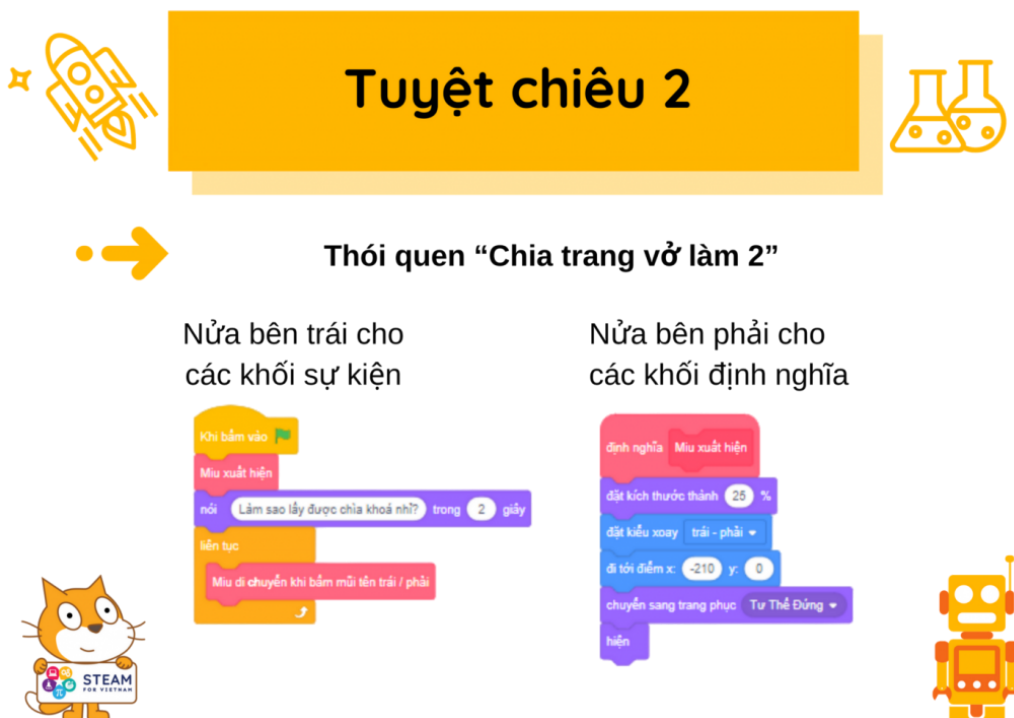 Tuyệt chiêu 2
Thói quen “Chia trang vở làm 2”
Nửa bên trái cho
các khối sự kiện
Khi bấm vào
Miu xuất hiện
nói Làm sao lấy được chìa khoá nhỉ? trong 2 giây
liên tục
Miu di chuyển khi bấm mũi tên trái / phải
Nửa bên phải cho
các khối định nghĩa
định nghĩa Miu xuất hiện
đặt kích thước thành 25 %
đặt kiểu xoay trái - phải
đi tới điểm x: -210 y: 0
chuyển sang trang phục Tư Thế Đứng
hiện
STEAM
FOR VIETNAM